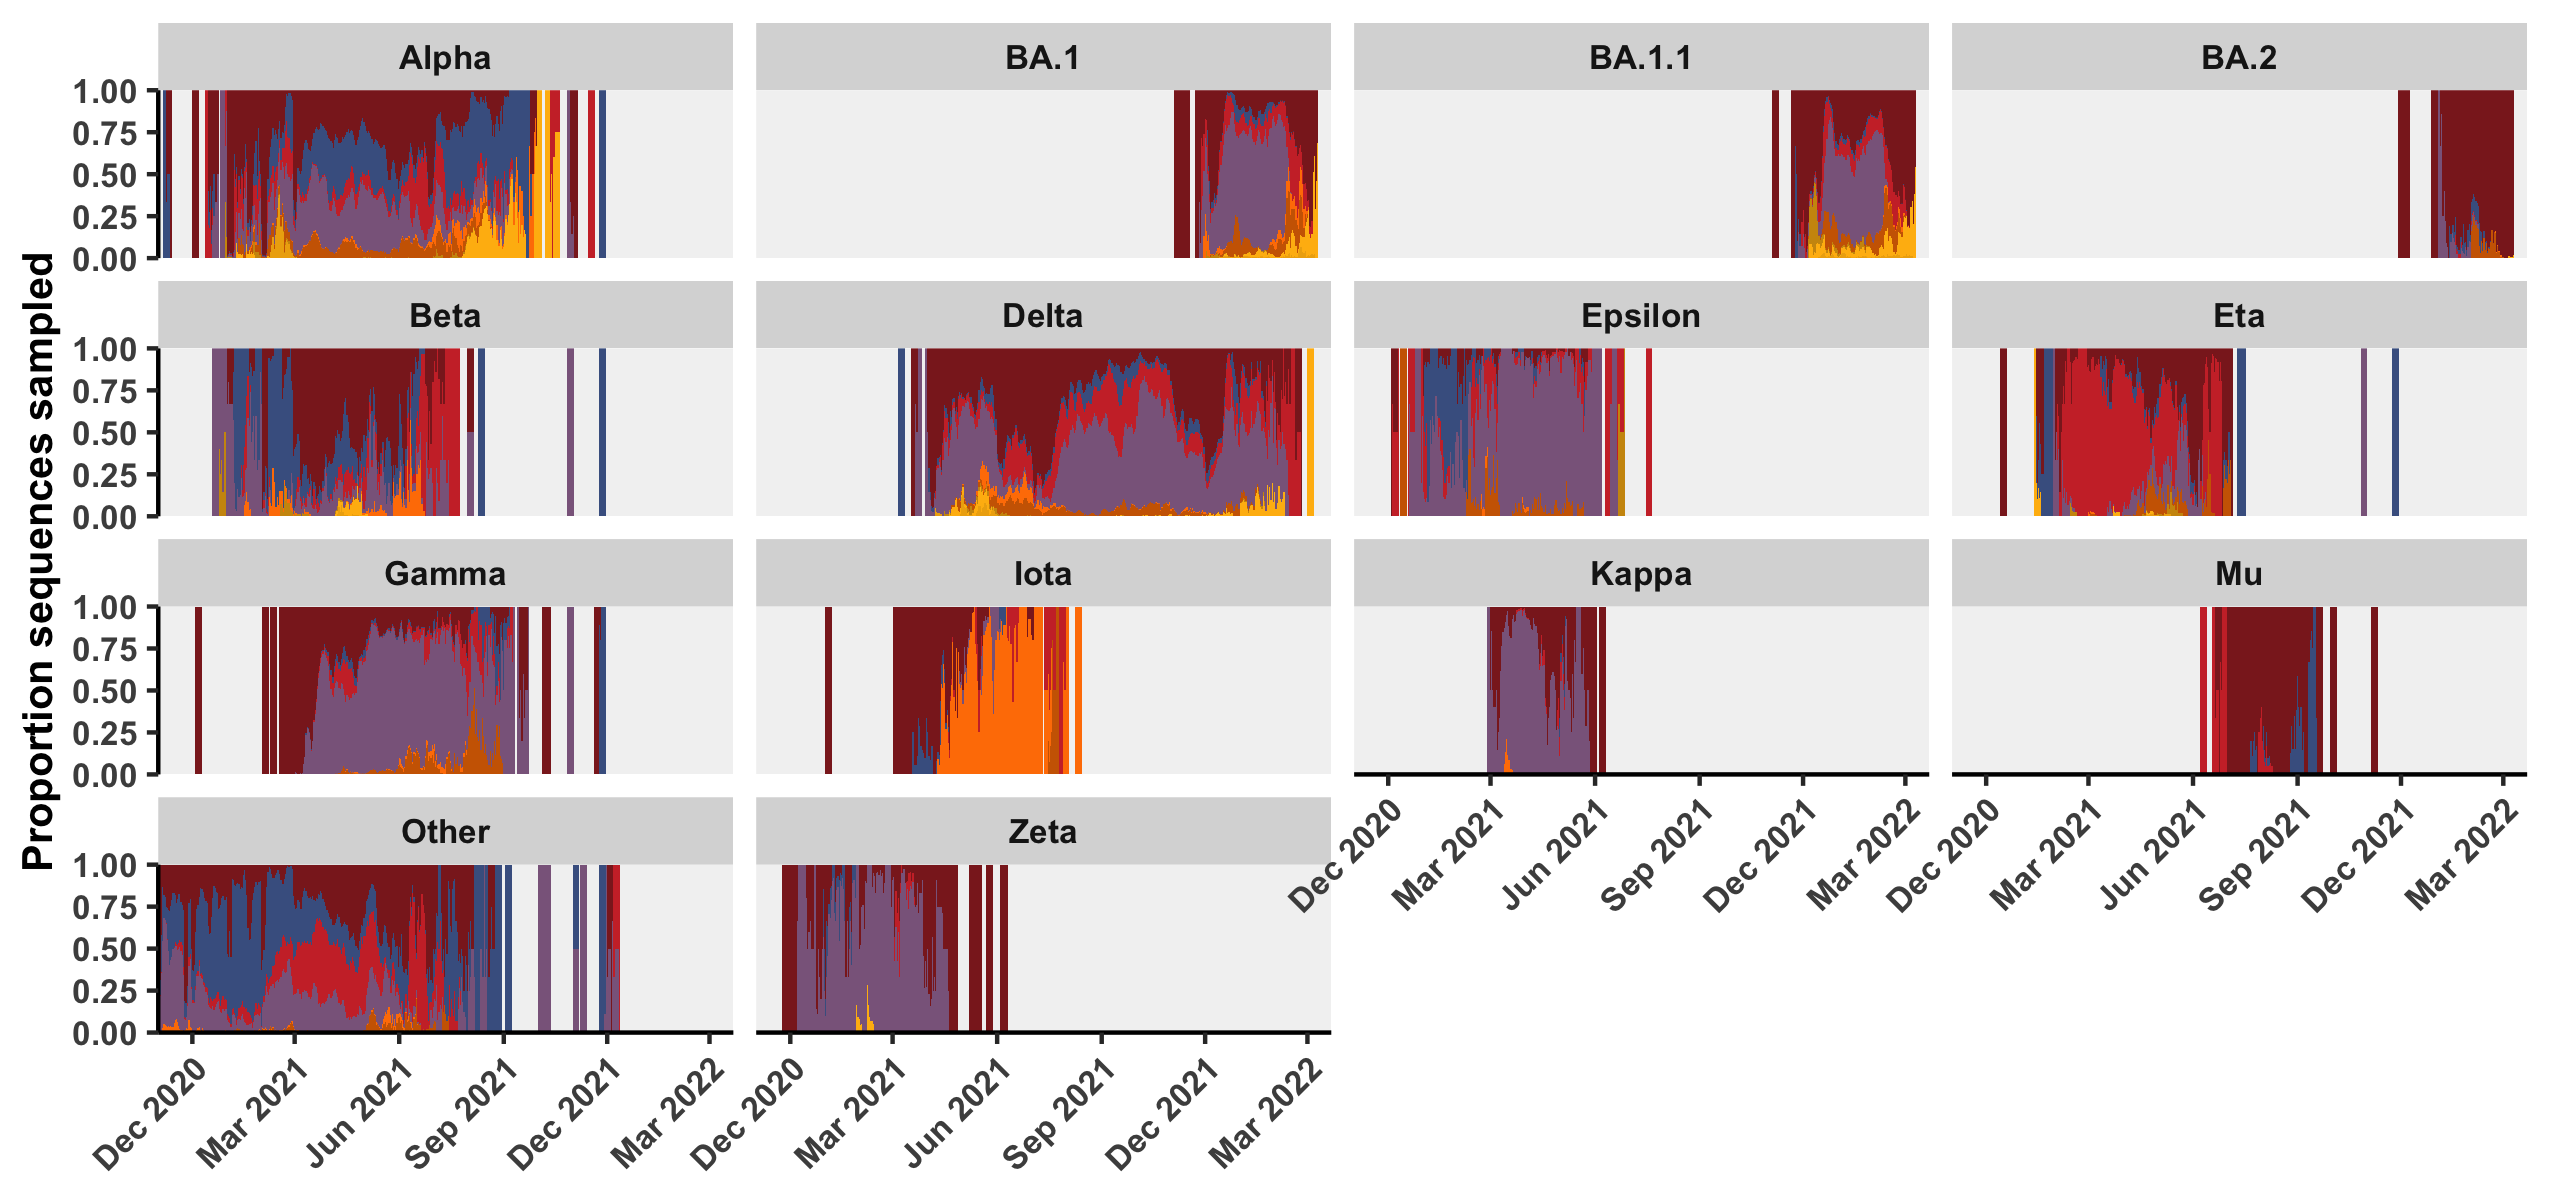 Proportion sequences sampled
Alpha
BA.1
BA.1.1
BA.2
1.00
0.75
0.50
0.25
0.00
Beta
Delta
Epsilon
Eta
1.00
0.75
0.50
0.25
0.00
Gamma
Iota
Kappa
Mu
1.00
0.75
0.50
0.25
0.00
Dec 2020
Mar 2021
Jun 2021
Sep 2021
Dec 2021
Mar 2022
Dec 2020
Mar 2021
Jun 2021
Sep 2021
Dec 2021
Mar 2022
Other
Zeta
1.00
0.75
0.50
0.25
0.00
Dec 2020
Mar 2021
Jun 2021
Sep 2021
Dec 2021
Mar 2022
Dec 2020
Mar 2021
Jun 2021
Sep 2021
Dec 2021
Mar 2022